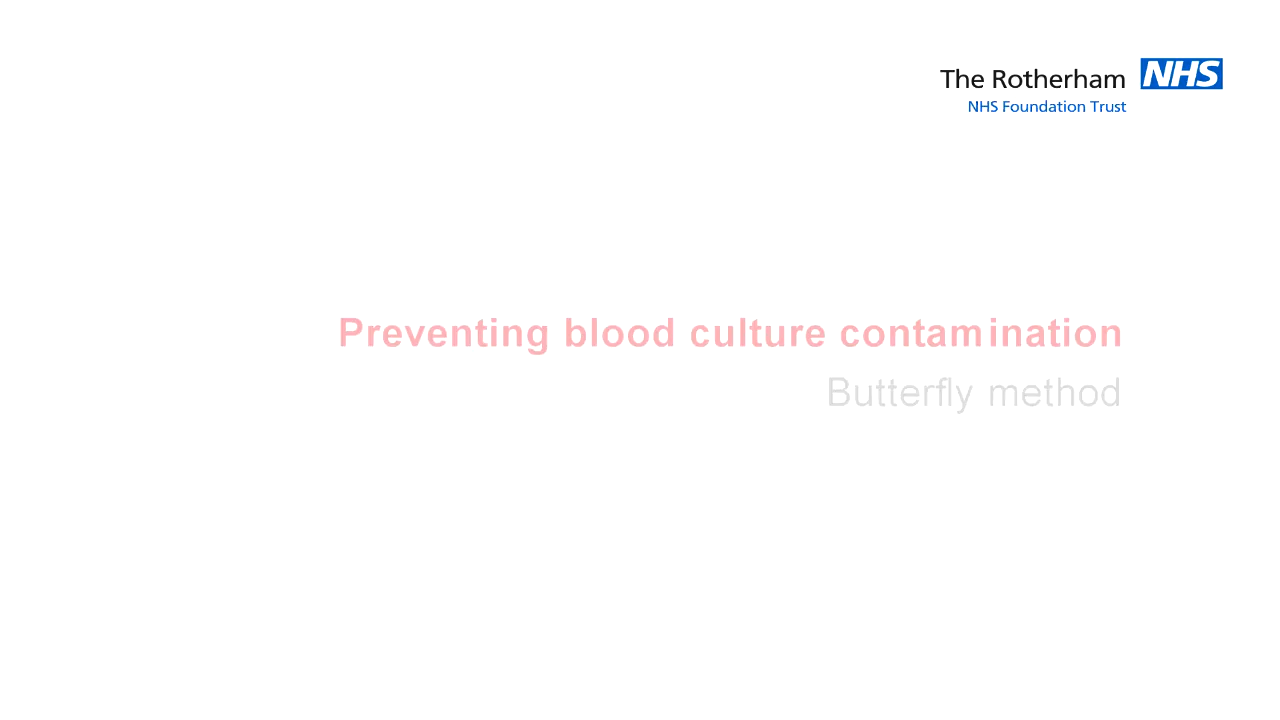 The Rotherham NHS
NHS Foundation Trust
Preventing blood culture contamination
Butterfly method